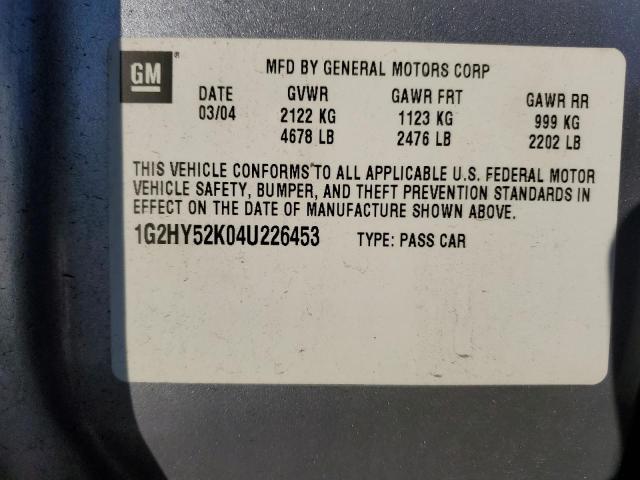 GM®
MFD BY GENERAL MOTORS CORP
DATE GVWR GAWR FRT GAWR RR
03/04 2122 KG 1123 KG 999 KG
4678 LB 2476 LB 2202 LB
THIS VEHICLE CONFORMS TO ALL APPLICABLE U.S. FEDERAL MOTOR
VEHICLE SAFETY, BUMPER, AND THEFT PREVENTION STANDARDS IN
EFFECT ON THE DATE OF MANUFACTURE SHOWN ABOVE.
1G2HY52K04U226453 TYPE: PASS CAR